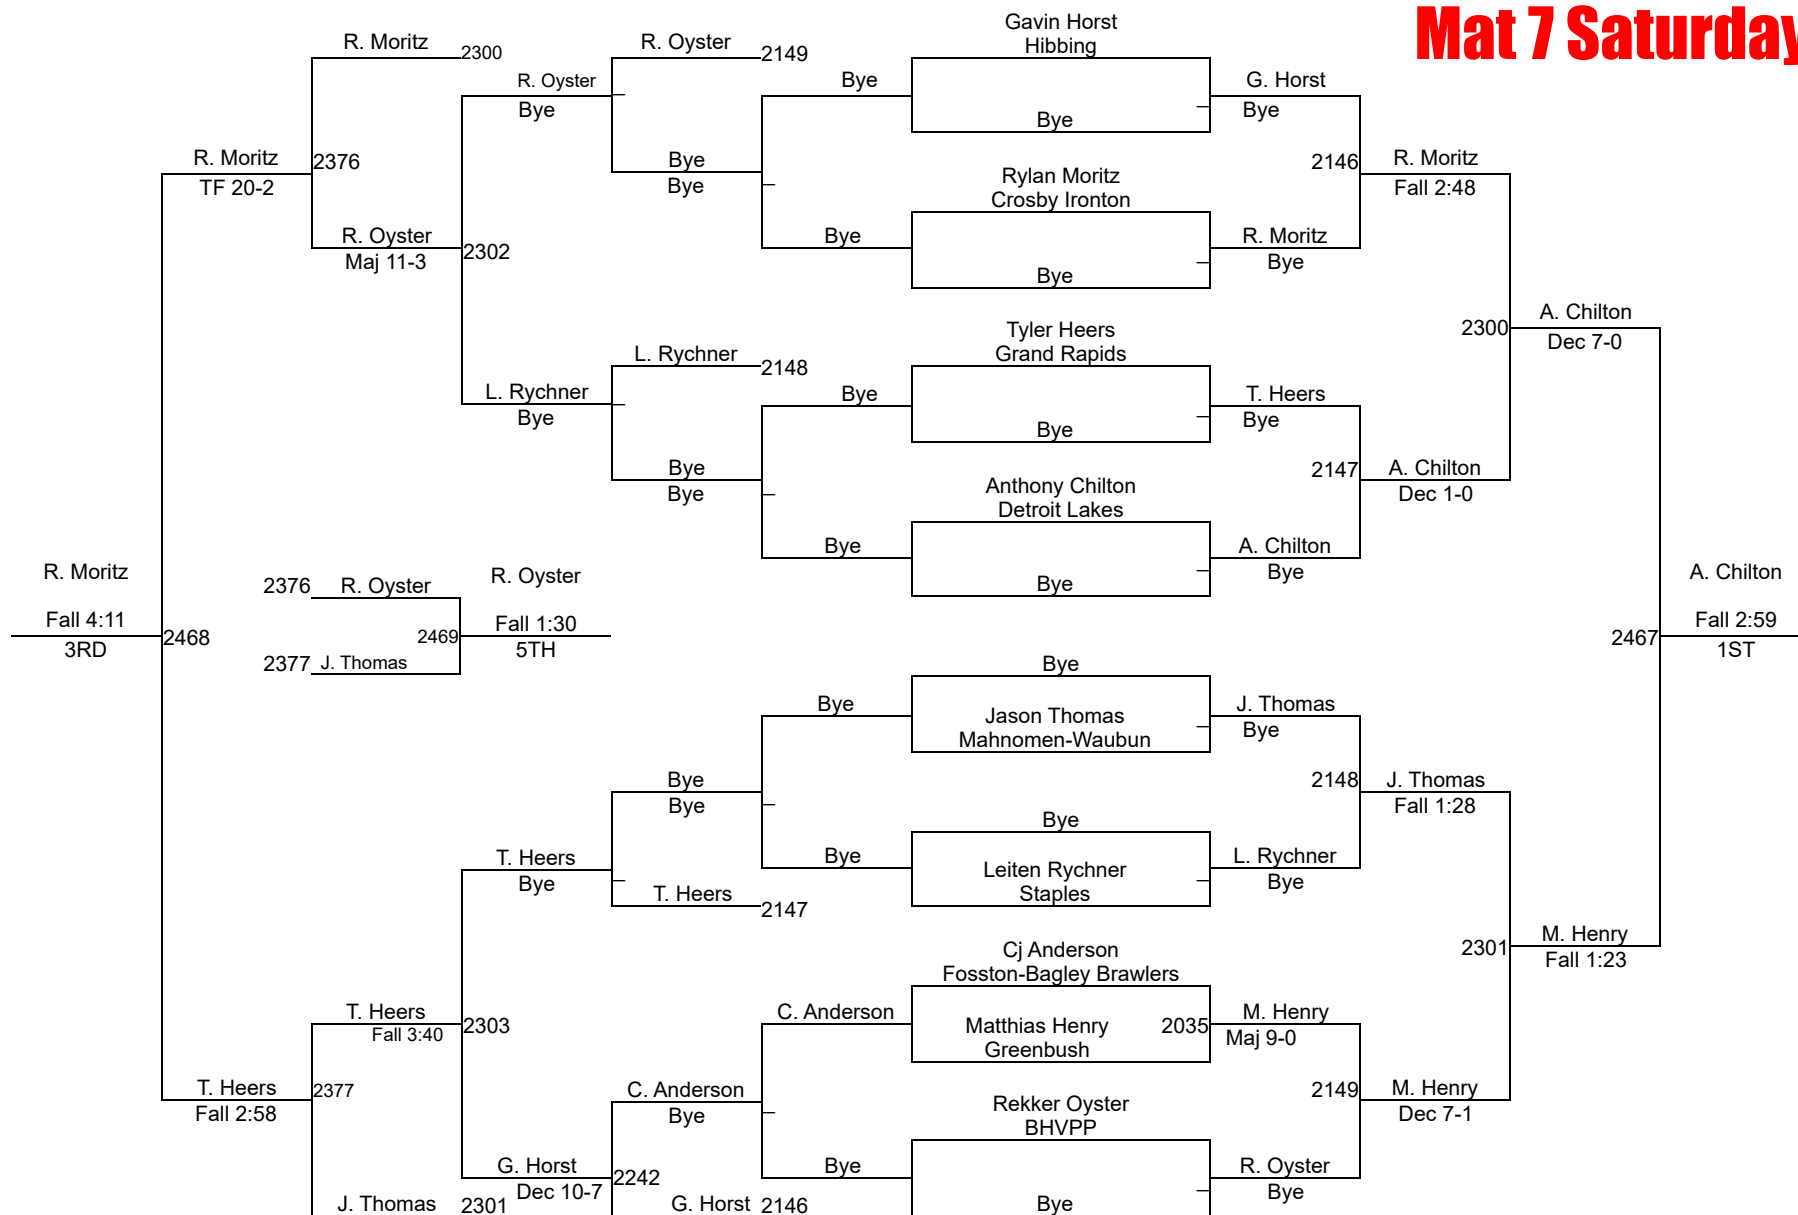 Mat 7 Saturday
Gavin Horst
Hibbing
R. Moritz
2300
R. Oyster
2149
R. Oyster
Bye
Bye
G. Horst
Bye
Bye
R. Moritz
TF 20-2
2376
Bye
Bye
Rylan Moritz
Crosby Ironton
2146
R. Moritz
Fall 2:48
R. Oyster
Maj 11-3
2302
Bye
Bye
R. Moritz
Bye
Tyler Heers
Grand Rapids
2300
A. Chilton
Dec 7-0
L. Rychner
2148
L. Rychner
Bye
Bye
Bye
T. Heers
Bye
Bye
Bye
Anthony Chilton
Detroit Lakes
2147
A. Chilton
Dec 1-0
Bye
Bye
A. Chilton
Bye
R. Moritz
Fall 4:11
3RD
2468
2376
R. Oyster
2377
J. Thomas
2469
R. Oyster
Fall 1:30
5TH
2467
A. Chilton
Fall 2:59
1ST
Bye
Jason Thomas
Mahnomen-Waubun
Bye
J. Thomas
Bye
Bye
Bye
2148
J. Thomas
Fall 1:28
Bye
Leiten Rychner
Staples
Bye
L. Rychner
Bye
T. Heers
Bye
T. Heers
2147
Cj Anderson
Fosston-Bagley Brawlers
2301
M. Henry
Fall 1:23
T. Heers
Fall 3:40
2303
C. Anderson
Matthias Henry
Greenbush
2035
M. Henry
Maj 9-0
T. Heers
Fall 2:58
2377
C. Anderson
Bye
Rekker Oyster
BHVPP
2149
M. Henry
Dec 7-1
G. Horst
Dec 10-7
2242
Bye
R. Oyster
Bye
J. Thomas
2301
G. Horst
2146
Bye